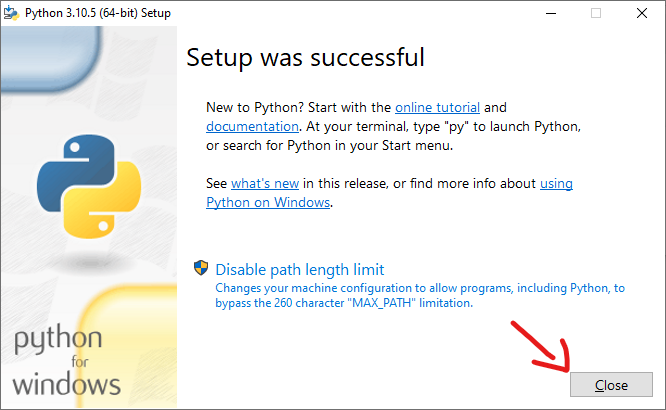 Python 3.10.5 (64-bit) Setup
Setup was successful
New to Python? Start with the online tutorial and
documentation. At your terminal, type "py" to launch Python,
or search for Python in your Start menu.
See what's new in this release, or find more info about using
Python on Windows.
Disable path length limit
Changes your machine configuration to allow programs, including Python, to
bypass the 260 character "MAX_PATH" limitation.
python
for
windows
Close